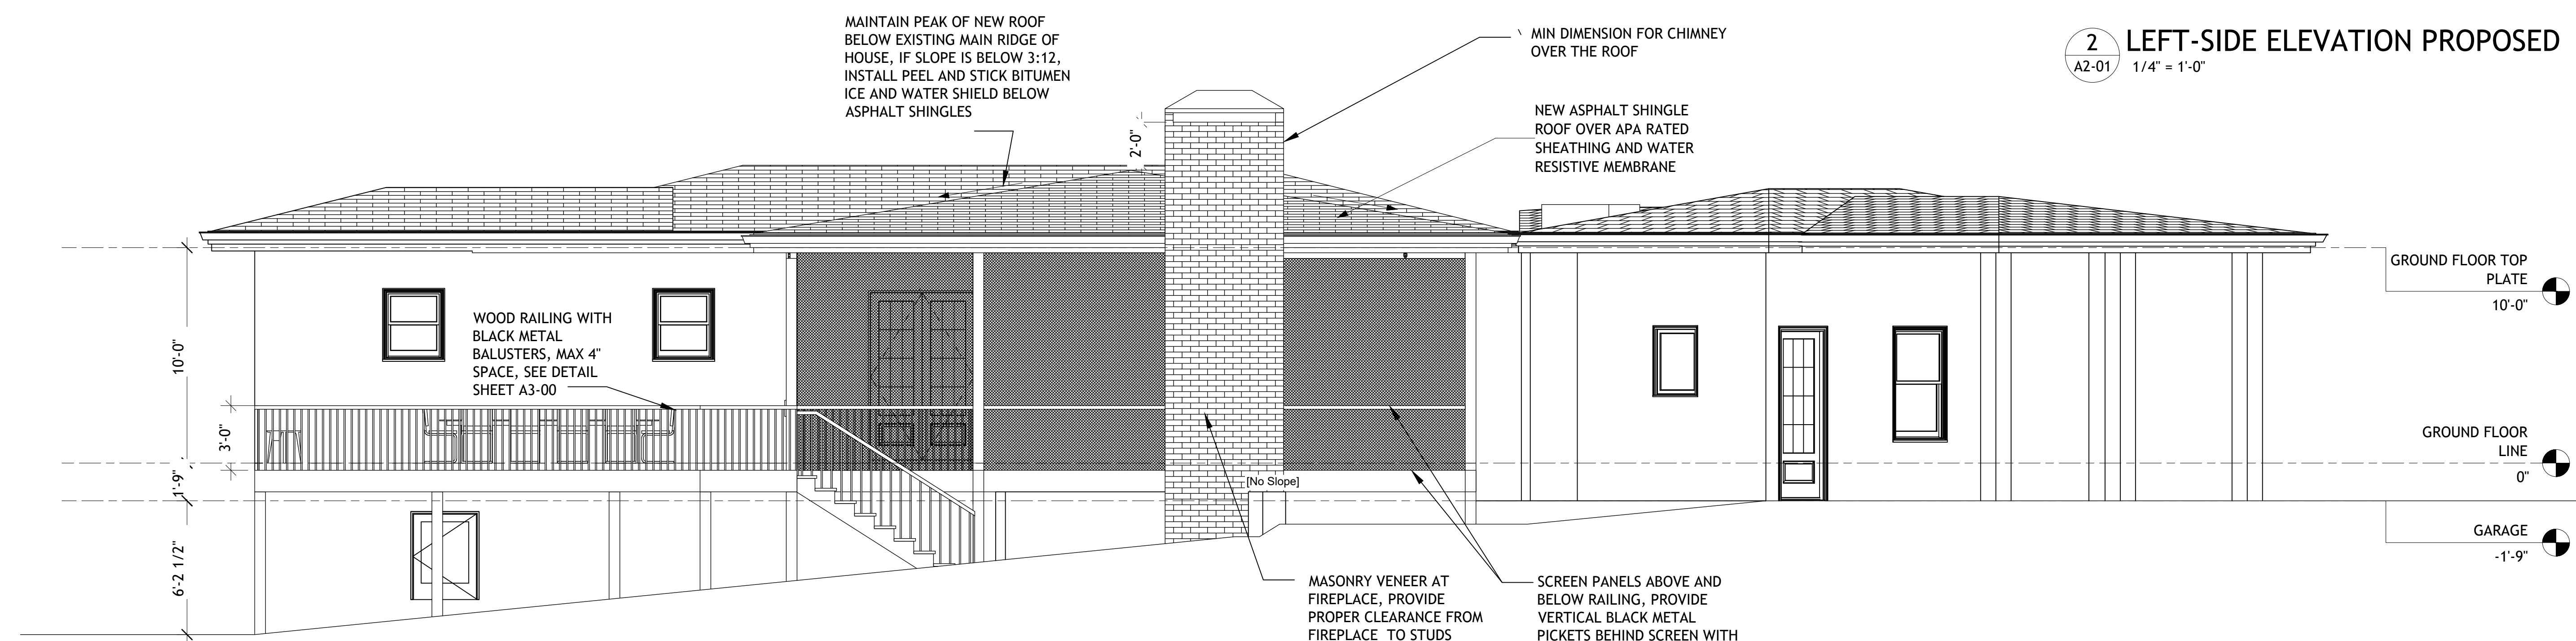 MAINTAIN PEAK OF NEW ROOF
BELOW EXISTING MAIN RIDGE OF
HOUSE, IF SLOPE IS BELOW 3:12,
INSTALL PEEL AND STICK BITUMEN
ICE AND WATER SHIELD BELOW
ASPHALT SHINGLES
MIN DIMENSION FOR CHIMNEY
OVER THE ROOF
2
A2-01
LEFT-SIDE ELEVATION PROPOSED
1/4" = 1'-0"
NEW ASPHALT SHINGLE
ROOF OVER APA RATED
SHEATHING AND WATER
RESISTIVE MEMBRANE
2'-0"
GROUND FLOOR TOP
PLATE
10'-0"
WOOD RAILING WITH
BLACK METAL
BALUSTERS, MAX 4"
SPACE, SEE DETAIL
SHEET A3-00
10'-0"
3'-0"
1'-9"
6'-2 1/2"
GROUND FLOOR
LINE
0"
[No Slope]
GARAGE
-1'-9"
MASONRY VENEER AT
FIREPLACE, PROVIDE
PROPER CLEARANCE FROM
FIREPLACE TO STUDS
SCREEN PANELS ABOVE AND
BELOW RAILING, PROVIDE
VERTICAL BLACK METAL
PICKETS BEHIND SCREEN WITH